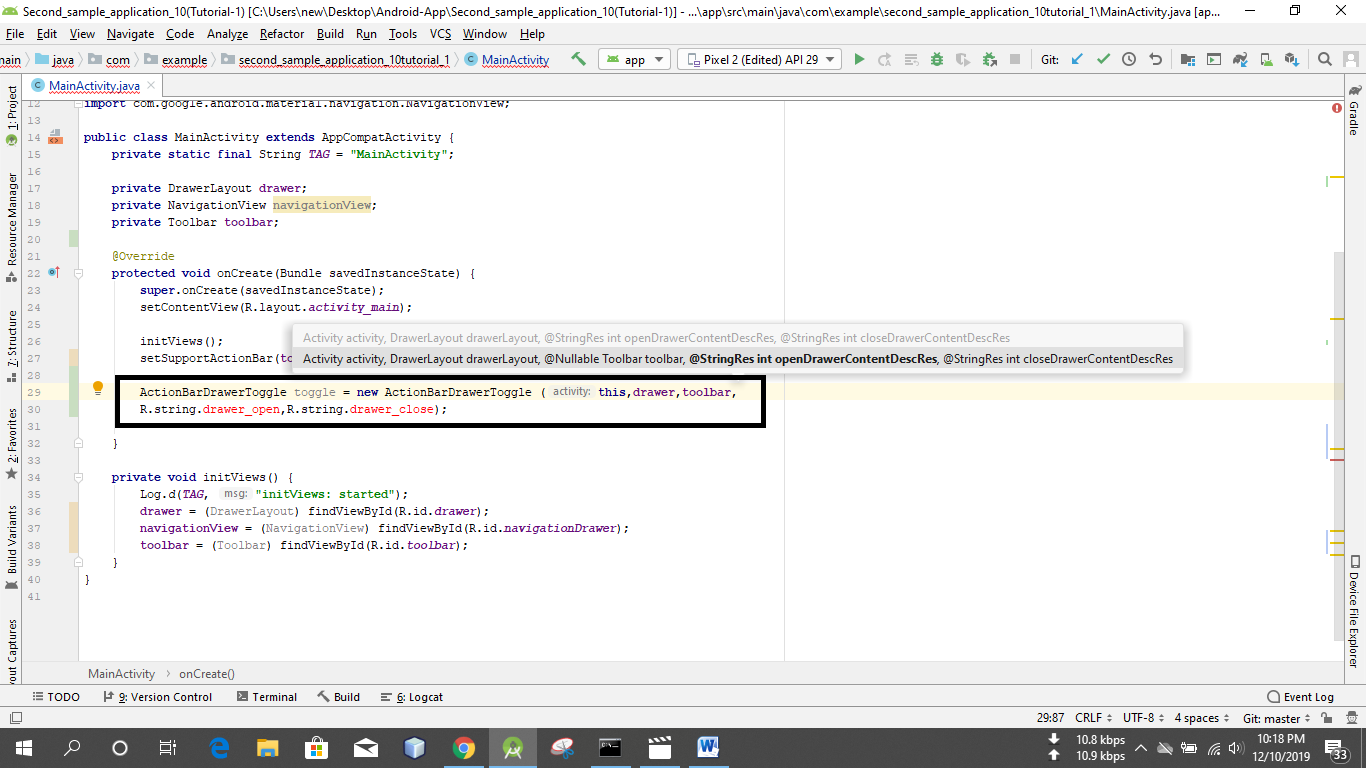 Second_sample_application_10(Tutorial-1) [C:\Users\new\Desktop\Android-App\Second_sample_application_10(Tutorial-1)] - ...\app\src\main\java\com\example\second_sample_application_10tutorial_1\MainActivity.java [ap...
File Edit View Navigate Code Analyze Refactor Build Run Tools VCS Window Help
nain java com example second_sample_application_10tutorial_1 MainActivity app Pixel 2 (Edited) API 29 Git:
MainActivity.java
1: Project
Resource Manager
7: Structure
2: Favorites
Build Variants
yout Captures
Gradle
Device File Explorer
12 import com.google.android.material.navigation.NavigationView;
13
14 public class MainActivity extends AppCompatActivity {
15 private static final String TAG = "MainActivity";
16
17 private DrawerLayout drawer;
18 private NavigationView navigationView;
19 private Toolbar toolbar;
20
21 @Override
22 protected void onCreate(Bundle savedInstanceState) {
23 super.onCreate(savedInstanceState);
24 setContentView(R.layout.activity_main);
25
Activity activity, DrawerLayout drawerLayout, @StringRes int openDrawerContentDescRes, @StringRes int closeDrawerContentDescRes
Activity activity, DrawerLayout drawerLayout, @Nullable Toolbar toolbar, @StringRes int openDrawerContentDescRes, @StringRes int closeDrawerContentDescRes
26 initViews();
27 setSupportActionBar(to
28
29 ActionBarDrawerToggle toggle = new ActionBarDrawerToggle ( activity: this,drawer,toolbar,
30 R.string.drawer_open,R.string.drawer_close);
31
32 }
33
34 private void initViews() {
35 Log.d(TAG, msg: "initViews: started");
36 drawer = (DrawerLayout) findViewById(R.id.drawer);
37 navigationView = (NavigationView) findViewById(R.id.navigationDrawer);
38 toolbar = (Toolbar) findViewById(R.id.toolbar);
39 }
40 }
41
MainActivity › onCreate()
TODO 9: Version Control Terminal Build 6: Logcat Event Log
29:87 CRLF UTF-8 4 spaces Git: master
10.8 kbps
10.9 kbps
10:18 PM
12/10/2019
33